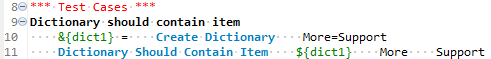 8 *** Test Cases ***
9 Dictionary should contain item
10 &{dict1} = Create Dictionary More=Support
11 Dictionary Should Contain Item ${dict1} More Support